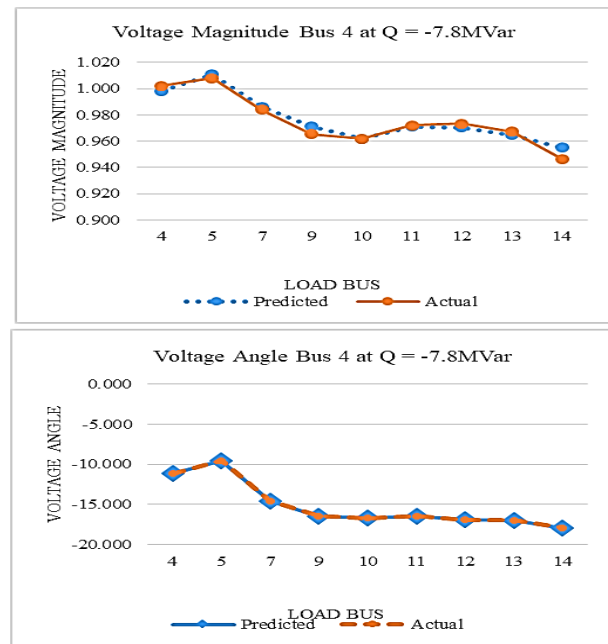 Voltage Magnitude Bus 4 at Q = -7.8MVar
VOLTAGE MAGNITUDE
1.020
1.000
0.980
0.960
0.940
0.920
0.900
4 5 7 9 10 11 12 13 14
LOAD BUS
Predicted Actual
Voltage Angle Bus 4 at Q = -7.8MVar
VOLTAGE ANGLE
0.000
-5.000
-10.000
-15.000
-20.000
4 5 7 9 10 11 12 13 14
LOAD BUS
Predicted Actual